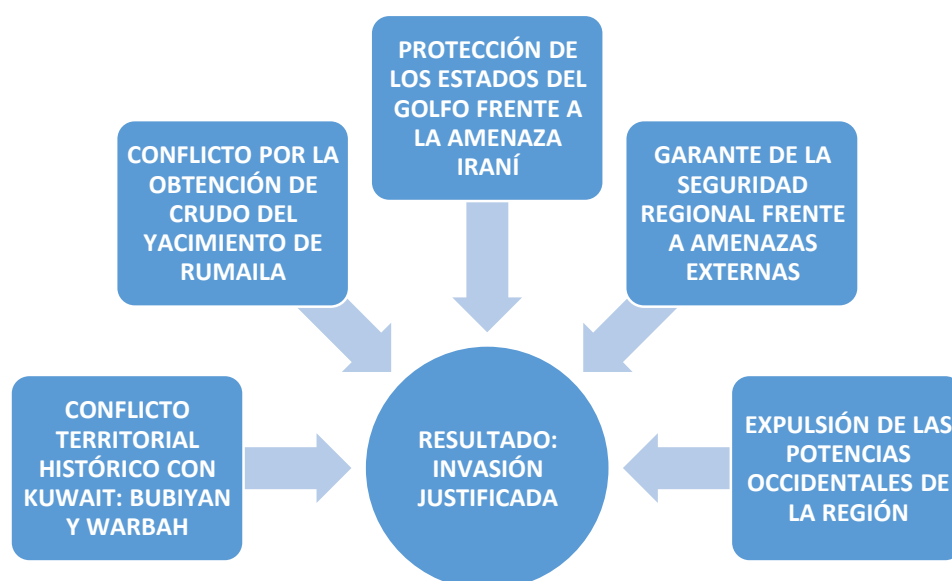 PROTECCIÓN DE
LOS ESTADOS DEL
GOLFO FRENTE A
LA AMENAZA
IRANÍ
CONFLICTO POR LA
OBTENCIÓN DE
CRUDO DEL
YACIMIENTO DE
RUMAILA
GARANTE DE LA
SEGURIDAD
REGIONAL FRENTE
A AMENAZAS
EXTERNAS
CONFLICTO
TERRITORIAL
HISTÓRICO CON
KUWAIT: BUBIYAN
Y WARBAH
RESULTADO:
INVASIÓN
JUSTIFICADA
EXPULSIÓN DE LAS
POTENCIAS
OCCIDENTALES DE
LA REGIÓN